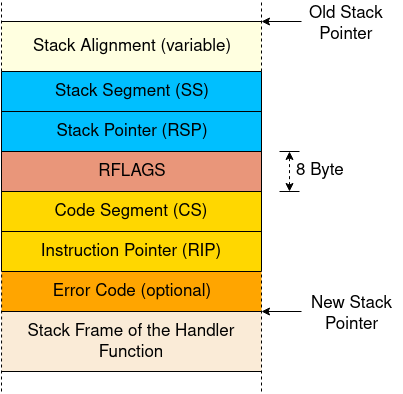 Old Stack
Pointer
Stack Alignment (variable)
Stack Segment (SS)
Stack Pointer (RSP)
RFLAGS
8 Byte
Code Segment (CS)
Instruction Pointer (RIP)
Error Code (optional)
New Stack
Pointer
Stack Frame of the Handler
Function